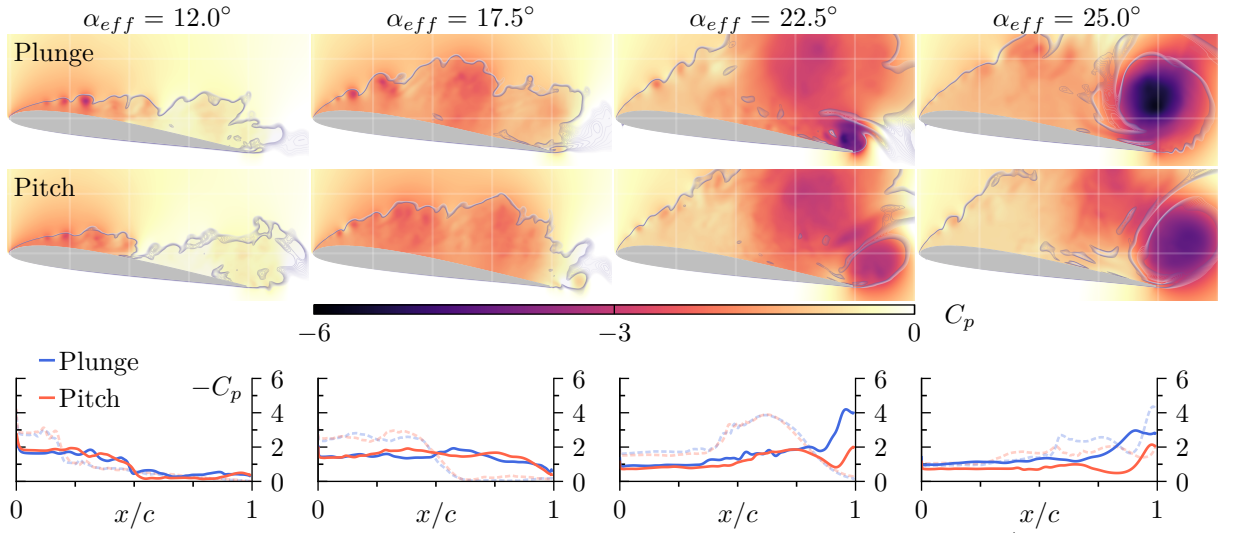 α_eff = 12.0° α_eff = 17.5° α_eff = 22.5° α_eff = 25.0°
Plunge
Pitch
−6 −3 0 C_p
Plunge
Pitch
−C_p
6 6 6 6
4 4 4 4
2 2 2 2
0 0 0 0
0 x/c 1 0 x/c 1 0 x/c 1 0 x/c 1